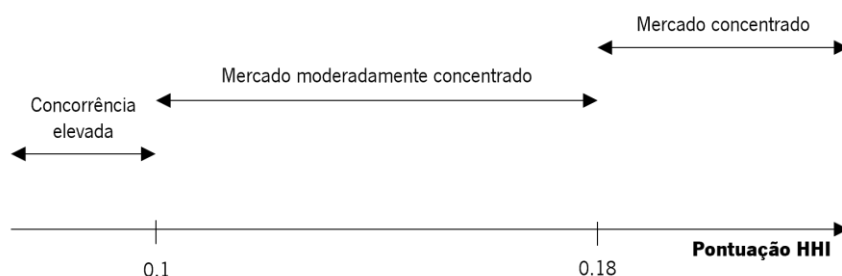 Mercado concentrado
Mercado moderadamente concentrado
Concorrência
elevada
Pontuação HHI
0.1
0.18